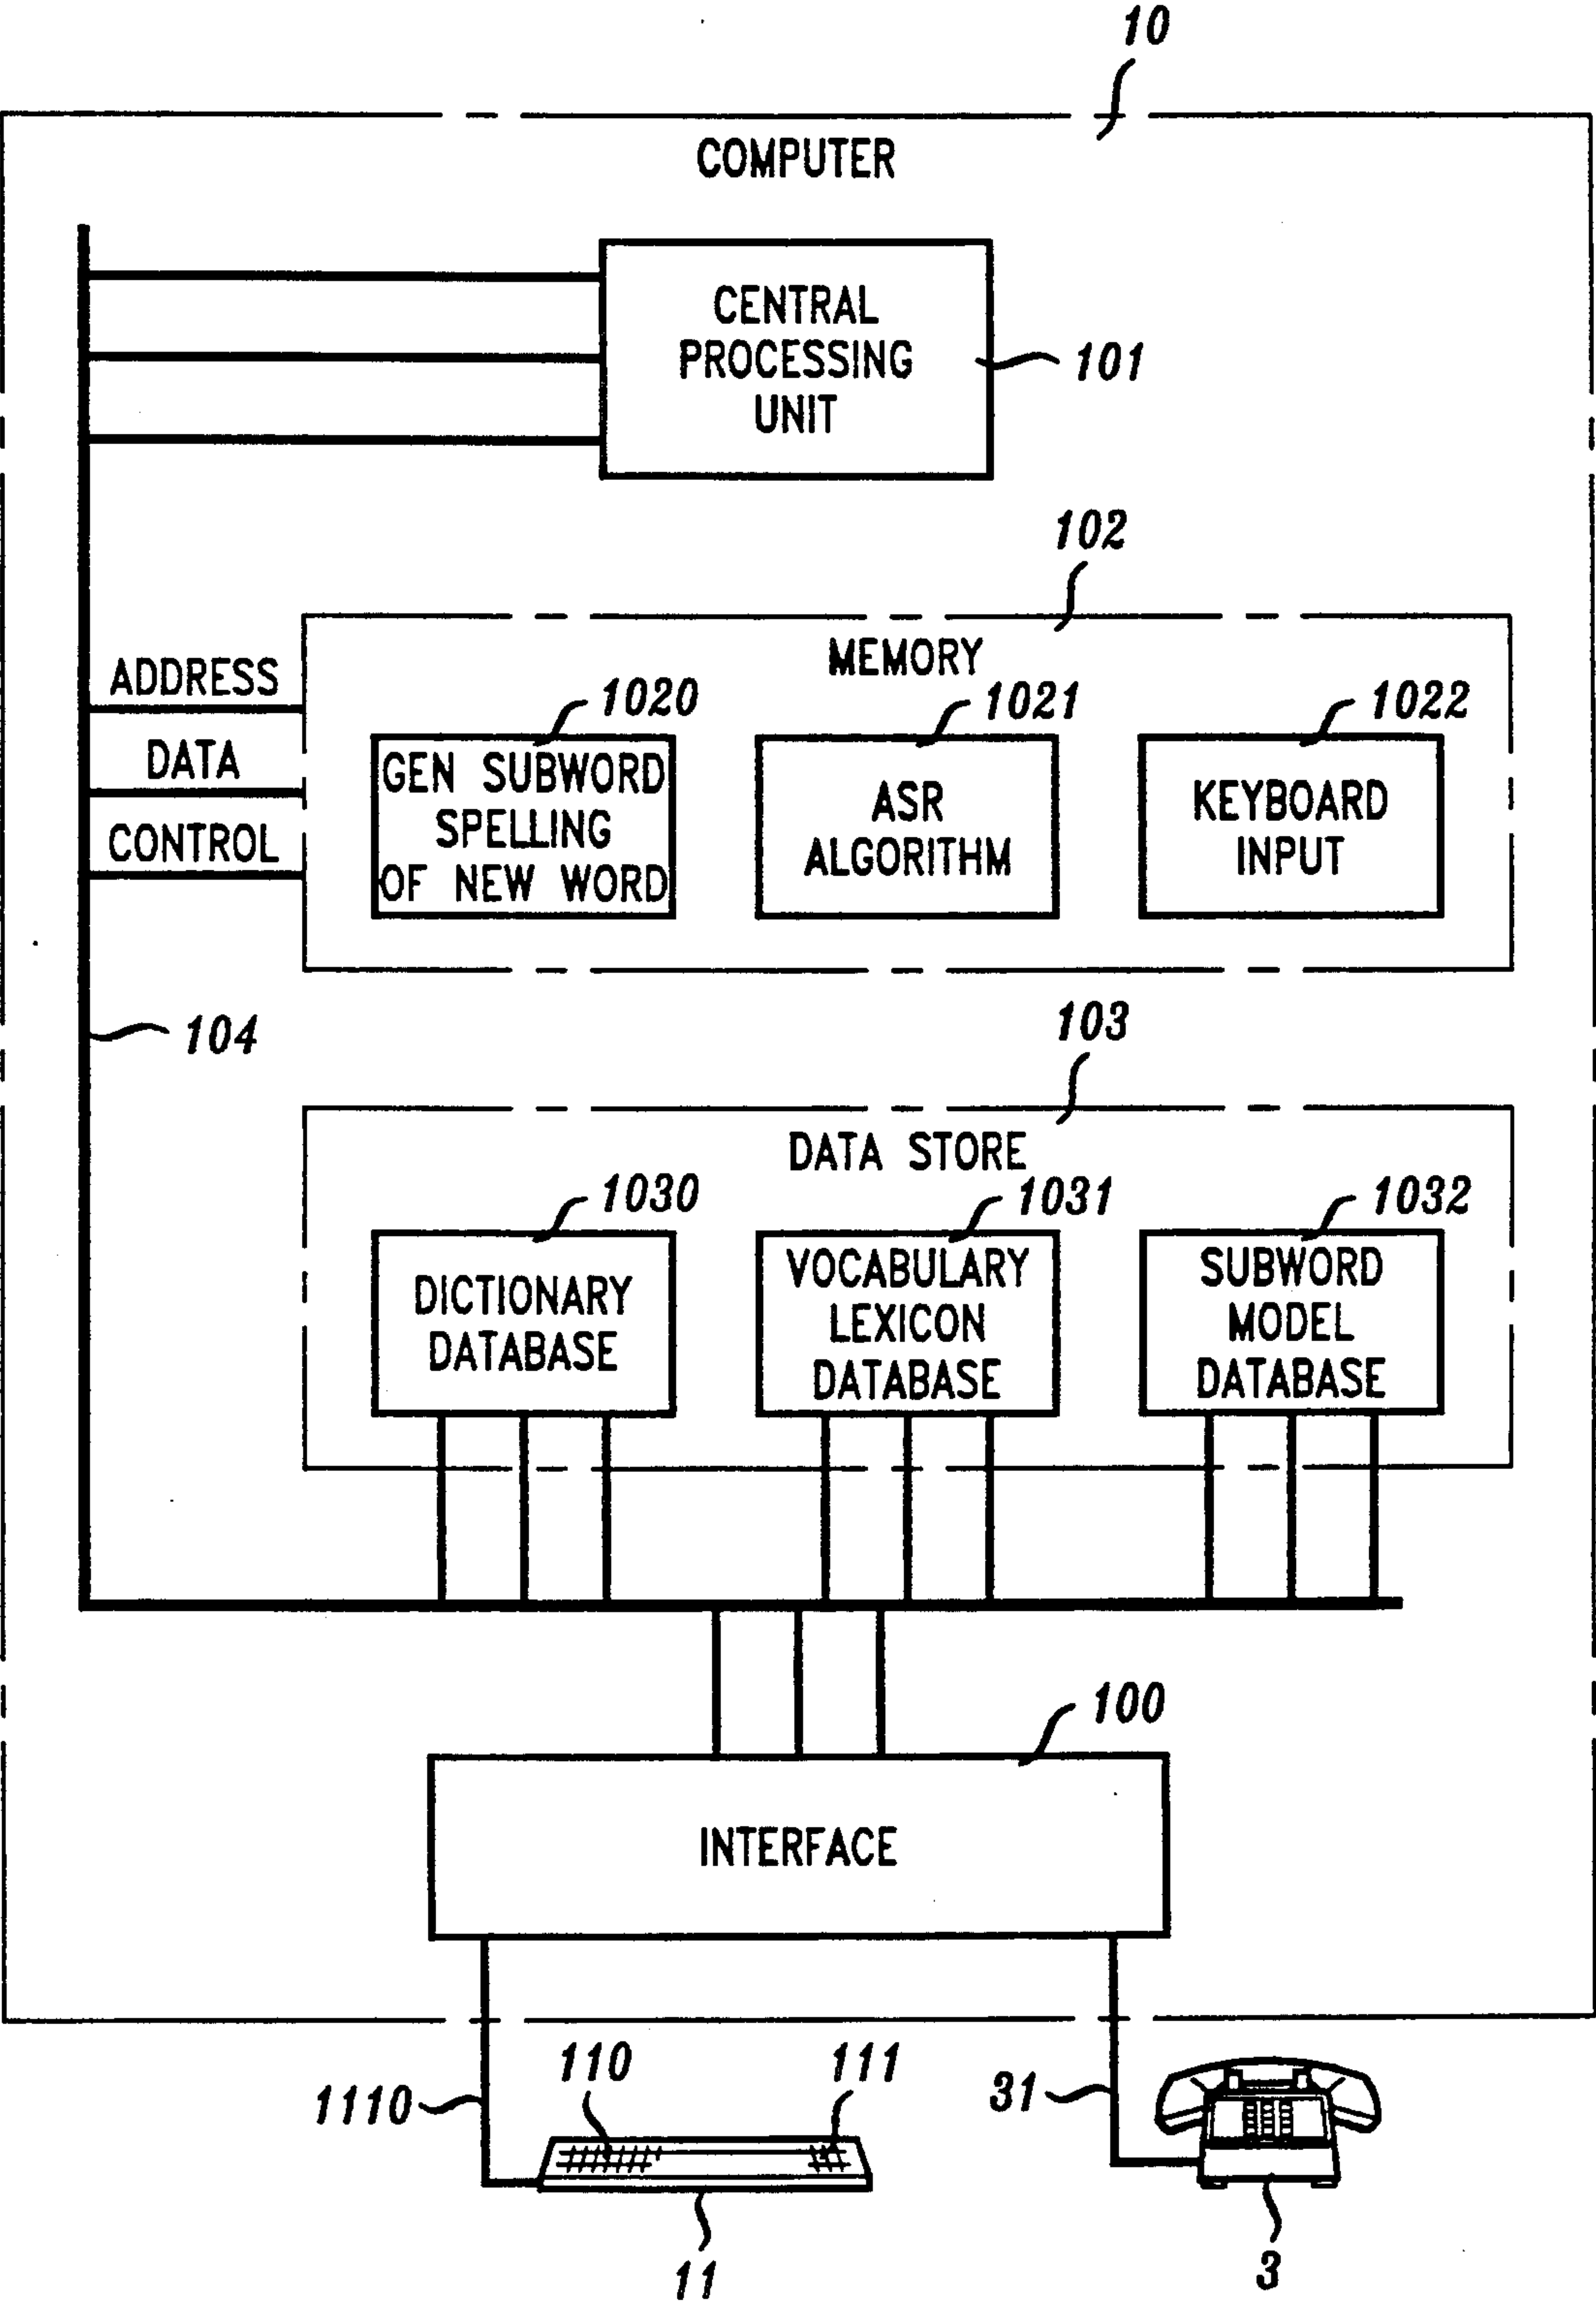 10
COMPUTER
CENTRAL
PROCESSING
UNIT
101
102
MEMORY
ADDRESS
DATA
CONTROL
1020
GEN SUBWORD
SPELLING
OF NEW WORD
1021
ASR
ALGORITHM
1022
KEYBOARD
INPUT
104
103
DATA STORE
1030
DICTIONARY
DATABASE
1031
VOCABULARY
LEXICON
DATABASE
1032
SUBWORD
MODEL
DATABASE
100
INTERFACE
1110
110
111
31
11
3